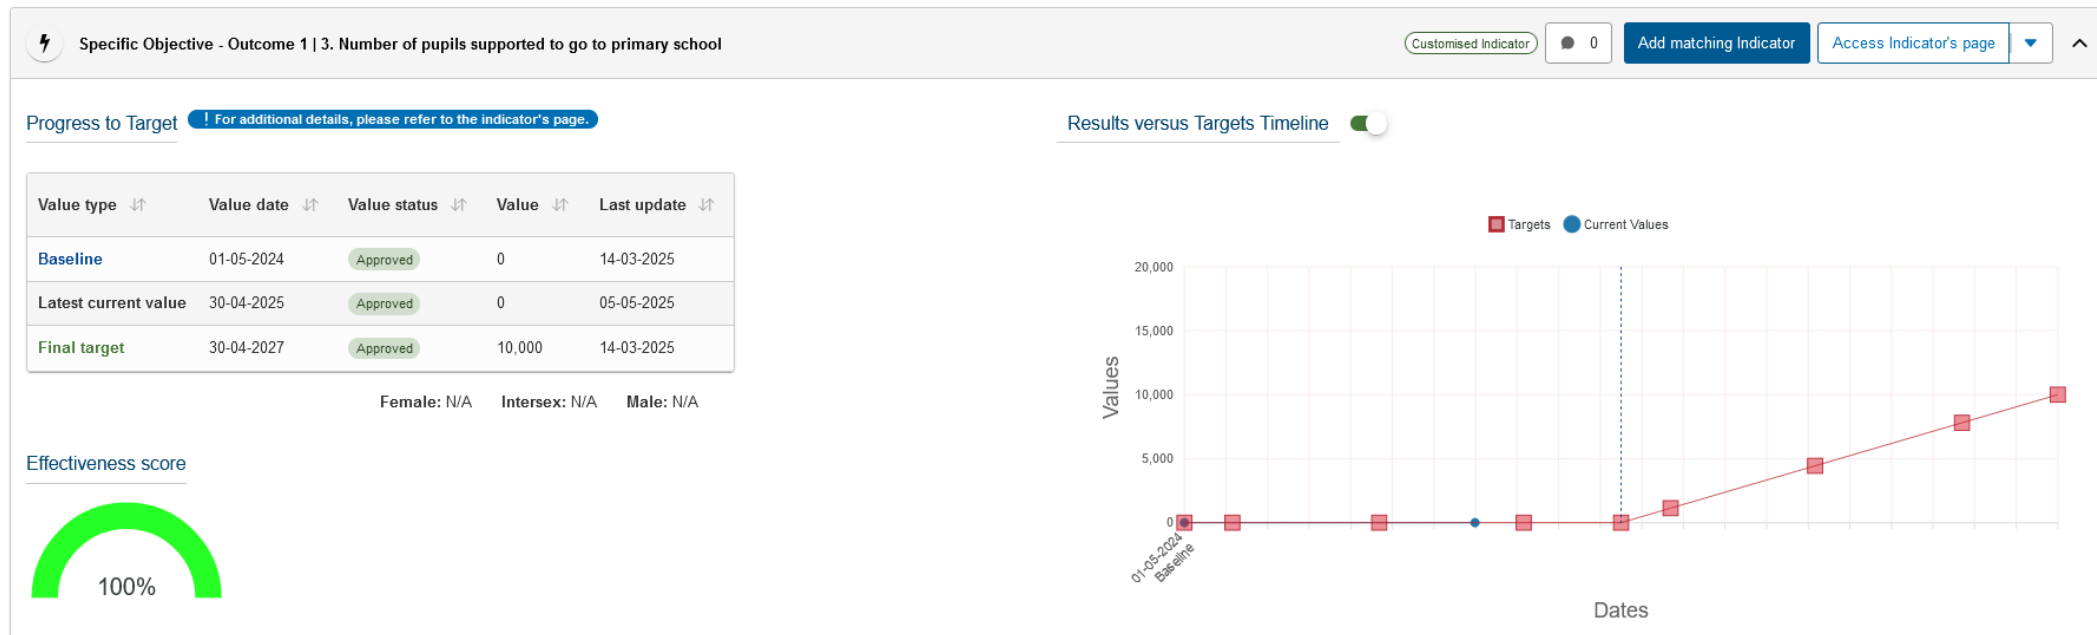 Specific Objective - Outcome 1 | 3. Number of pupils supported to go to primary school
Customised Indicator
0
Add matching Indicator
Access Indicator's page
Progress to Target
! For additional details, please refer to the indicator's page.
Value type Value date Value status Value Last update
Baseline 01-05-2024 Approved 0 14-03-2025
Latest current value 30-04-2025 Approved 0 05-05-2025
Final target 30-04-2027 Approved 10,000 14-03-2025
Female: N/A Intersex: N/A Male: N/A
Effectiveness score
100%
Results versus Targets Timeline
Targets Current Values
20,000
15,000
10,000
5,000
0
Values
01-05-2024
Baseline
Dates